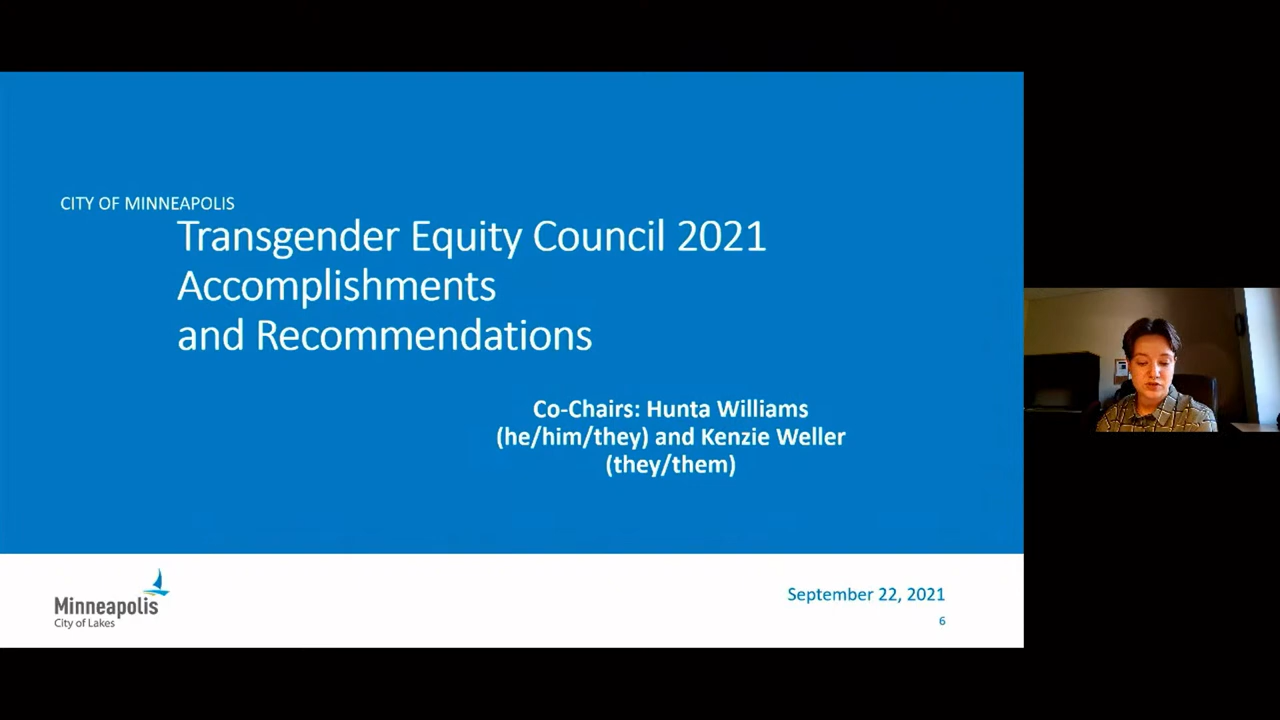 CITY OF MINNEAPOLIS
Transgender Equity Council 2021
Accomplishments
and Recommendations
Co-Chairs: Hunta Williams
(he/him/they) and Kenzie Weller
(they/them)
Minneapolis
City of Lakes
September 22, 2021
6